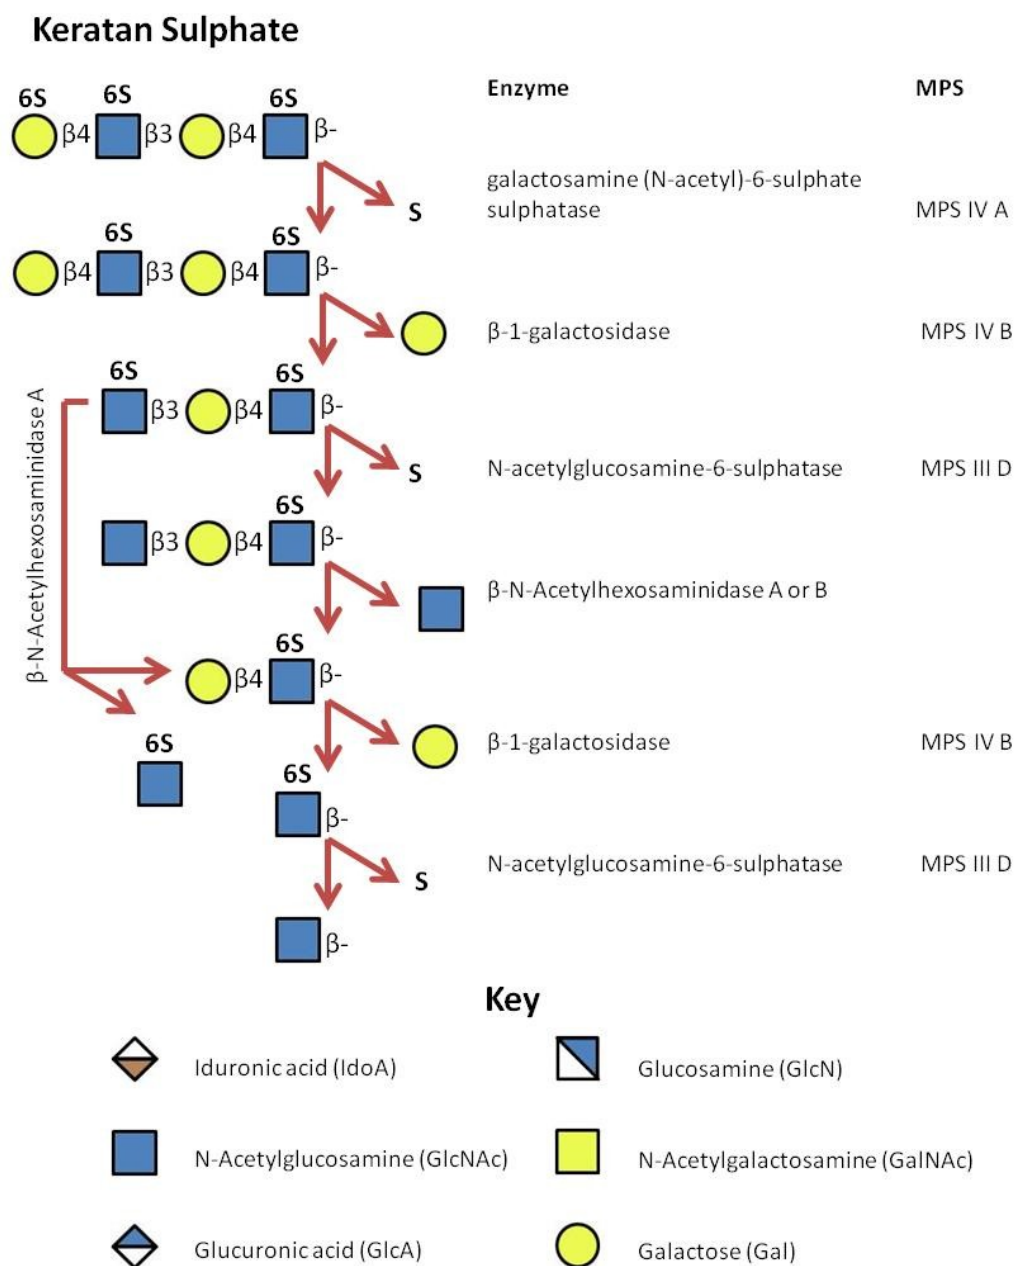 Keratan Sulphate
Enzyme
MPS
6S 6S 6S
β4 β3 β4 β-
galactosamine (N-acetyl)-6-sulphate
sulphatase
MPS IV A
S
6S 6S
β4 β3 β4 β-
β-1-galactosidase
MPS IV B
6S 6S
β3 β4 β-
β-N-Acetylhexosaminidase A
S
N-acetylglucosamine-6-sulphatase
MPS III D
6S
β3 β4 β-
β-N-Acetylhexosaminidase A or B
6S
β4 β-
6S
β-1-galactosidase
MPS IV B
6S
β-
S
N-acetylglucosamine-6-sulphatase
MPS III D
β-
Key
Iduronic acid (IdoA)
Glucosamine (GlcN)
N-Acetylglucosamine (GlcNAc)
N-Acetylgalactosamine (GalNAc)
Glucuronic acid (GlcA)
Galactose (Gal)